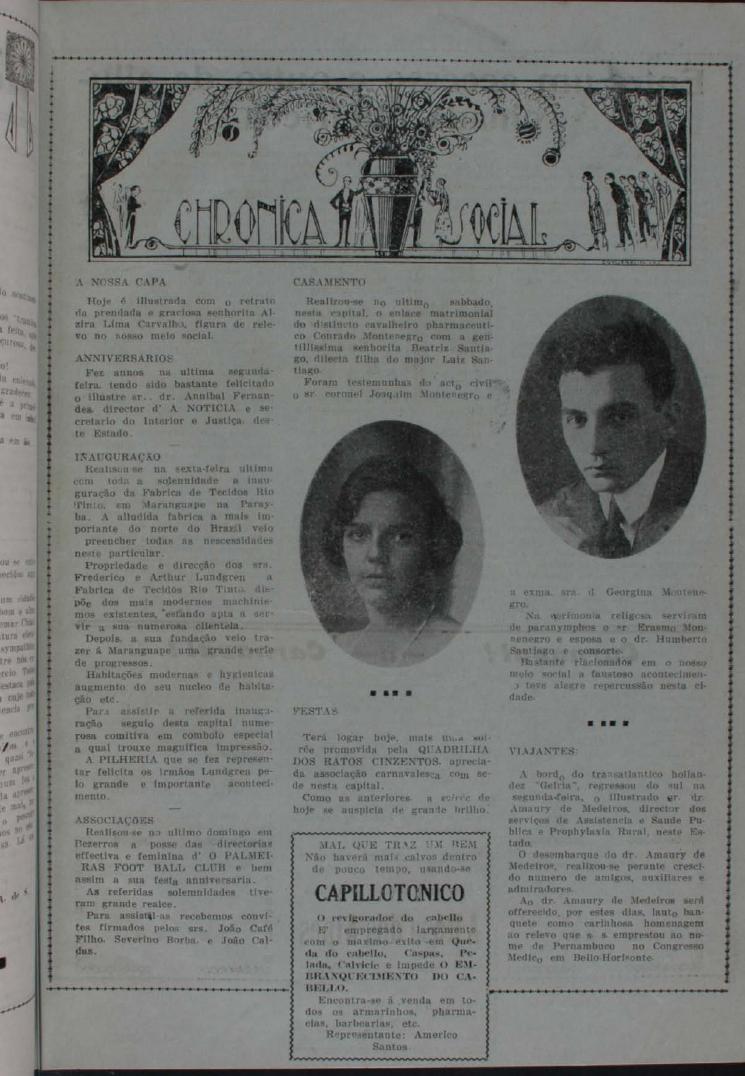 CHRONICA SOCIAL
A NOSSA CAPA
Hoje é illustrada com o retrato
da prendada e graciosa senhorita Al-
zira Lima Carvalho, figura de rele-
vo no nosso meio social.
ANNIVERSARIOS
Fez annos na ultima segunda-
feira, tendo sido bastante felicitado
o illustre sr., dr. Annibal Fernan-
des, director d' A NOTICIA e se-
cretario do Interior e Justiça, des-
te Estado.
INAUGURAÇÃO
Realisou-se na sexta-feira ultima
com toda a solennidade a inau-
guração da Fabrica de Tecidos Rio
Tinto, em Maranguape na Paray-
ba. A alludida fabrica a mais im-
portante do norte do Brazil veio
preencher todas as nescessidades
neste particular.
Propriedade e direcção dos srs.
Frederico e Arthur Lundgren a
Fabrica de Tecidos Rio Tinto, dis-
põe dos mais modernos machinis-
mos existentes, estando apta a ser-
vir a sua numerosa clientela.
Depois, a sua fundação veio tra-
zer á Maranguape uma grande serie
de progressos.
Habitações modernas e hygienicas
augmento do seu nucleo de habita-
ção etc.
Para assistir a referida inaugu-
ração seguio desta capital nume-
rosa comitiva em comboio especial
a qual trouxe magnifica impressão.
A PILHERIA que se fez represen-
tar felicita os irmãos Lundgren pe-
lo grande e importante aconteci-
mento.
ASSOCIAÇÕES
Realisou-se no ultimo domingo em
Bezerros a posse das directorias
effectiva e feminina d' O PALMEI-
RAS FOOT BALL CLUB e bem
assim a sua festa anniversaria.
As referidas solemnidades tive-
ram grande realce.
Para assistil-as recebemos convi-
tes firmados pelos srs. João Café
Filho, Severino Borba, e João Cal-
das.
CASAMENTO
Realizou-se no ultimo sabbado,
nesta capital, o enlace matrimonial
do distincto cavalheiro pharmaceuti-
co Conrado Montenegro com a gen-
tillissima senhorita Beatriz Santia-
go, dilecta filha do major Luiz San-
tiago.
Foram testemunhas do acto civil
o sr. coronel Joaquim Montenegro e
a exma. sra. d. Georgina Montene-
gro.
Na cerimonia religosa serviram
de paranymphos o sr. Erasmo Mon-
nenegro e esposa e o dr. Humberto
Santiago e consorte.
Bastante rlacionados em o nosso
meio social a faustoso acontecimen-
o teve alegre repercussão nesta ci-
dade.
FESTAS
Terá logar hoje, mais uma soi-
rée promovida pela QUADRILHA
DOS RATOS CINZENTOS, aprecia-
da associação carnavalesca com se-
de nesta capital.
Como as anteriores, a soirée de
hoje se auspicia de grande brilho.
MAL QUE TRAZ UM BEM
Não haverá mais calvos dentro
de pouco tempo, usando-se
CAPILLOTONICO
O revigorador do cabello
E' empregado largamente
com o maximo exito em Que-
da do cabello, Caspas, Pe-
lada, Calvicie e impede O EM-
BRANQUECIMENTO DO CA-
BELLO.
Encontra-se á venda em to-
dos os armarinhos, pharma-
cias, barbearias, etc.
Representante: Americo
Santos
VIAJANTES:
A bordo do transatlantico hollan-
dez "Gelria", regressou do sul na
segunda-feira, o illustrado sr. dr.
Amaury de Medeiros, director dos
serviços de Assistencia e Saude Pu-
blica e Prophylaxia Rural, neste Es-
tado.
O desembarque do dr. Amaury de
Medeiros, realizou-se perante cresci-
do numero de amigos, auxiliares e
admiradores.
Ao dr. Amaury de Medeiros será
offerecido, por estes dias, lauto ban-
quete como carinhosa homenagem
ao relevo que s. s. emprestou ao no-
me de Pernambuco no Congresso
Medico em Bello-Horisonte.